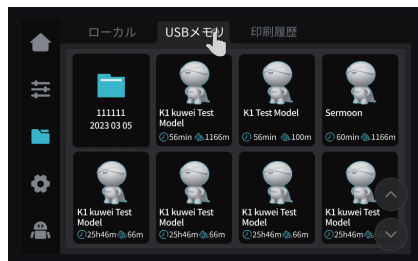 ローカル
USBメモリ
印刷履歴
111111
2023 03 05
K1 kuwei Test
Model
56min 1166m
K1 Test Model
56min 100m
Sermoon
60min 1166m
K1 kuwei Test
Model
25h46m 66m
K1 kuwei Test
Model
25h46m 66m
K1 kuwei Test
Model
25h46m 66m
K1 kuwei Test
Model
25h46m 66m